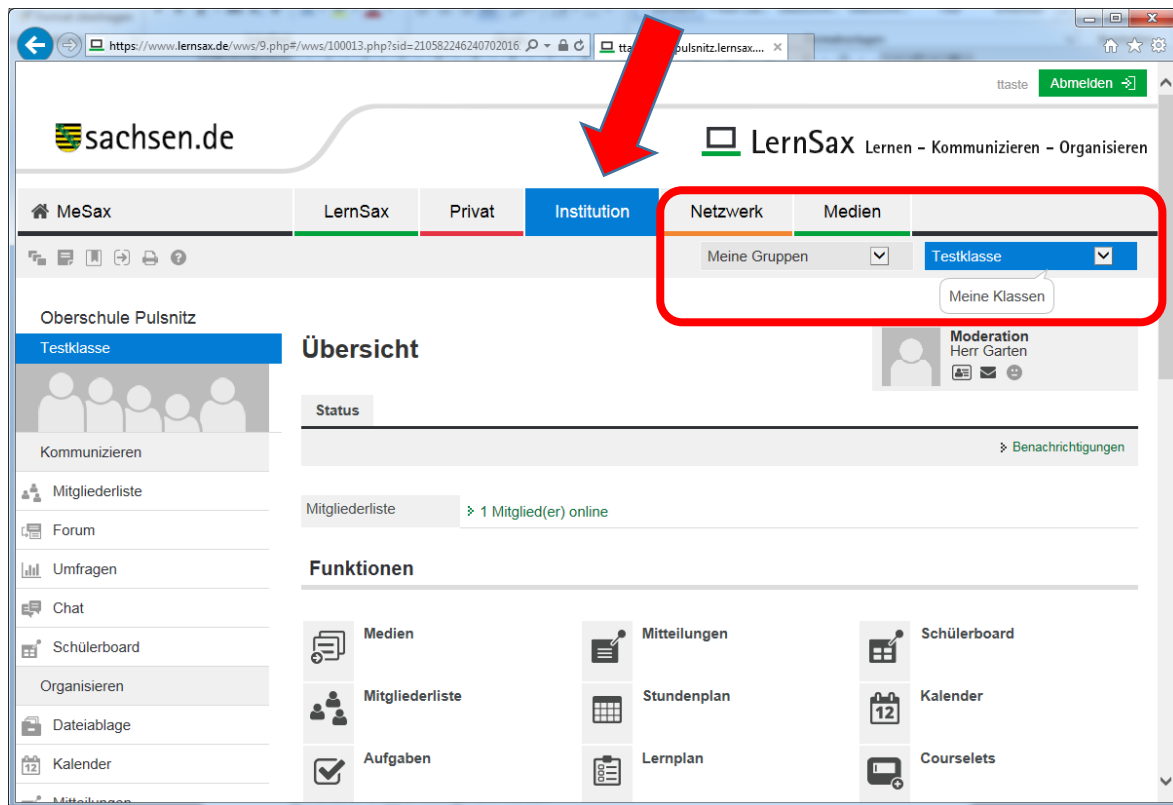 https://www.lernsax.de/wws/9.php#/wws/100013.php?sid=210582246240702016
pulsnitz.lernsax....
ttaste Abmelden
sachsen.de
LernSax Lernen – Kommunizieren – Organisieren
MeSax LernSax Privat Institution Netzwerk Medien
Meine Gruppen Testklasse
Meine Klassen
Oberschule Pulsnitz
Testklasse
Übersicht
Moderation
Herr Garten
Status
Kommunizieren
Benachrichtigungen
Mitgliederliste
Mitgliederliste 1 Mitglied(er) online
Forum
Umfragen
Funktionen
Chat
Schülerboard
Medien Mitteilungen Schülerboard
Organisieren
Mitgliederliste Stundenplan Kalender
12
Dateiablage
Aufgaben Lernplan Courselets
12 Kalender